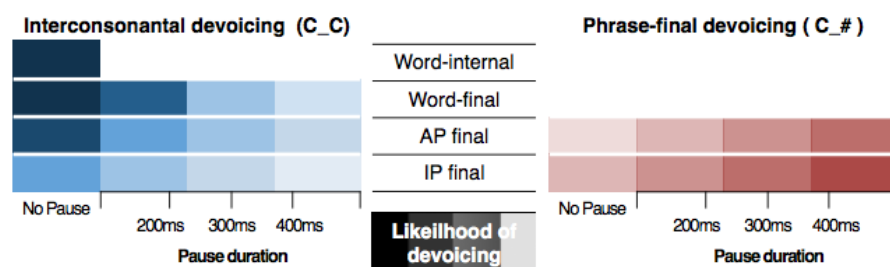 Interconsonantal devoicing (C_C)
Phrase-final devoicing ( C_# )
Word-internal
Word-final
AP final
IP final
No Pause
200ms
300ms
400ms
Pause duration
Likeilhood of
devoicing
No Pause
200ms
300ms
400ms
Pause duration